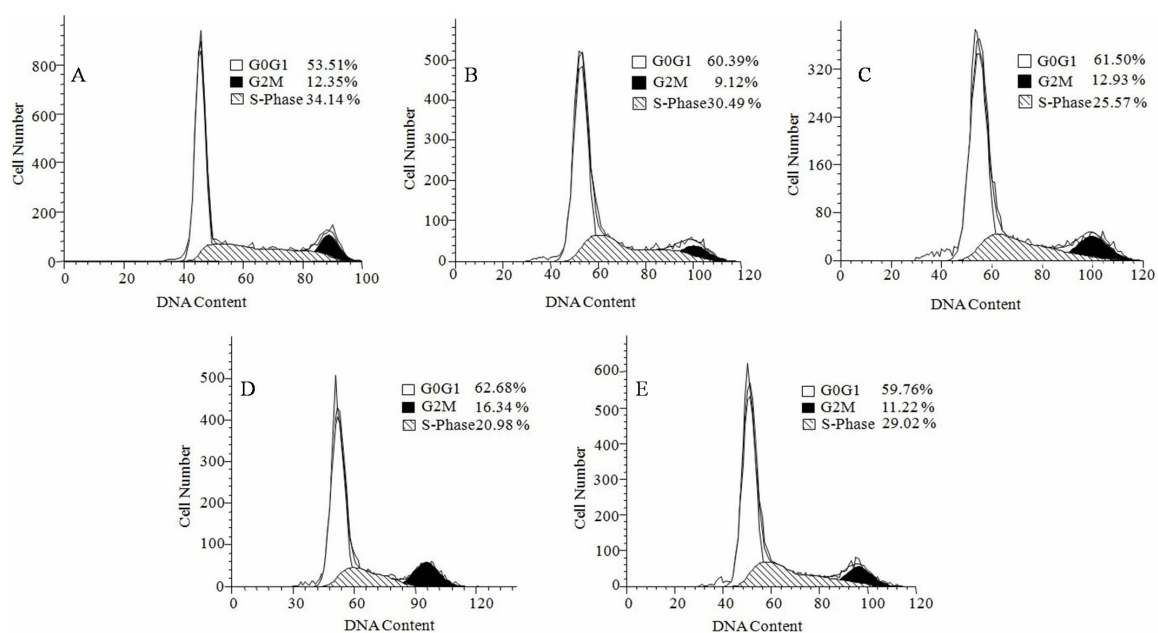 A
G0G1 53.51%
G2M 12.35%
S-Phase 34.14 %
800
600
400
200
0
Cell Number
0 20 40 60 80 100
DNA Content
B
G0G1 60.39%
G2M 9.12%
S-Phase30.49 %
500
400
300
200
100
0
Cell Number
0 20 40 60 80 100 120
DNA Content
C
G0G1 61.50%
G2M 12.93 %
S-Phase25.57 %
320
240
160
80
0
Cell Number
0 20 40 60 80 100 120
DNA Content
D
G0G1 62.68%
G2M 16.34 %
S-Phase20.98 %
500
400
300
200
100
0
Cell Number
0 30 60 90 120
DNA Content
E
G0G1 59.76%
G2M 11.22 %
S-Phase 29.02 %
600
500
400
300
200
100
0
Cell Number
0 20 40 60 80 100 120
DNA Content